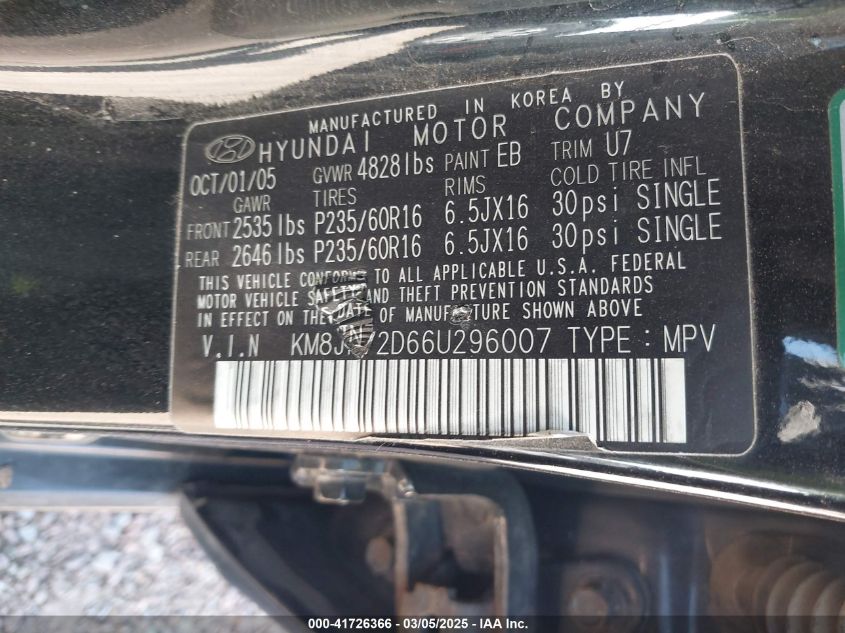 MANUFACTURED IN KOREA BY
HYUNDAI MOTOR COMPANY
OCT/01/05 GVWR 4828lbs PAINT EB TRIM U7
GAWR TIRES RIMS COLD TIRE INFL
FRONT 2535lbs P235/60R16 6.5JX16 30psi SINGLE
REAR 2646lbs P235/60R16 6.5JX16 30psi SINGLE
THIS VEHICLE CONFORMS TO ALL APPLICABLE U.S.A. FEDERAL
MOTOR VEHICLE SAFETY AND THEFT PREVENTION STANDARDS
IN EFFECT ON THE DATE OF MANUFACTURE SHOWN ABOVE
V.I.N TYPE : MPV
000-41726366 - 03/05/2025 - IAA Inc.